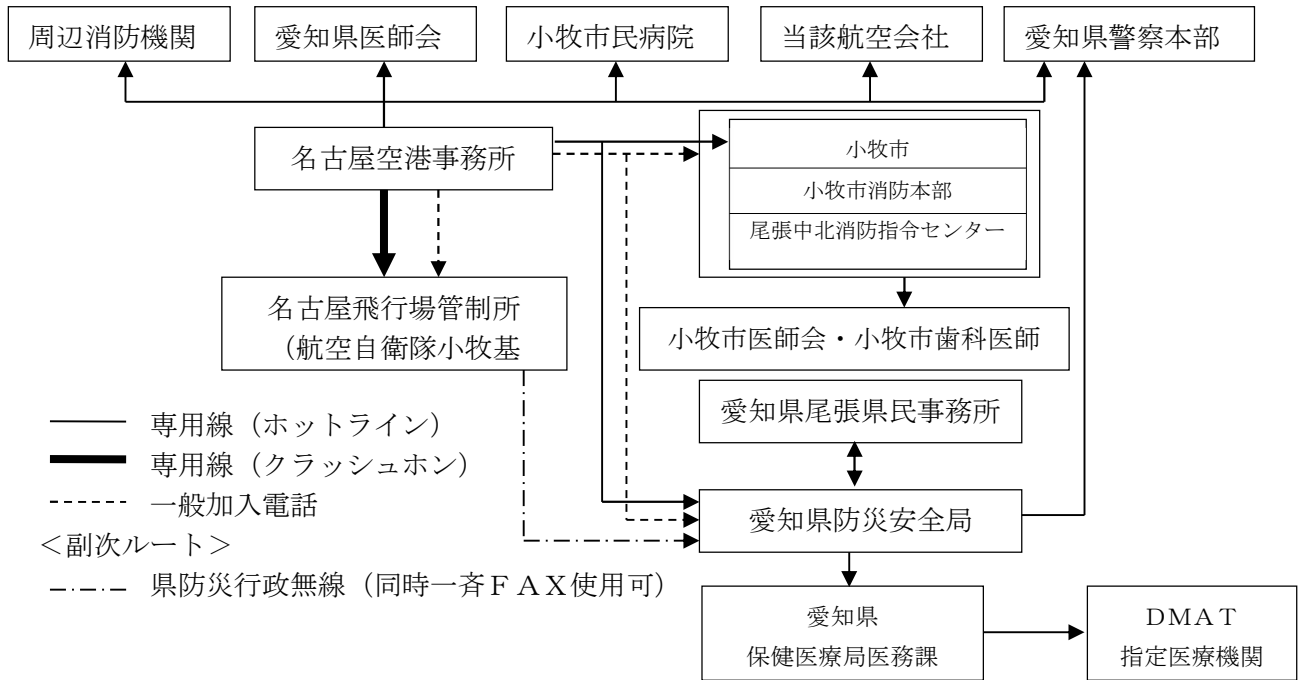 周辺消防機関
愛知県医師会
小牧市民病院
当該航空会社
愛知県警察本部
名古屋空港事務所
小牧市
小牧市消防本部
尾張中北消防指令センター
名古屋飛行場管制所
（航空自衛隊小牧基
小牧市医師会・小牧市歯科医師
愛知県尾張県民事務所
専用線（ホットライン）
専用線（クラッシュホン）
一般加入電話
＜副次ルート＞
県防災行政無線（同時一斉ＦＡＸ使用可）
愛知県防災安全局
愛知県
保健医療局医務課
ＤＭＡＴ
指定医療機関